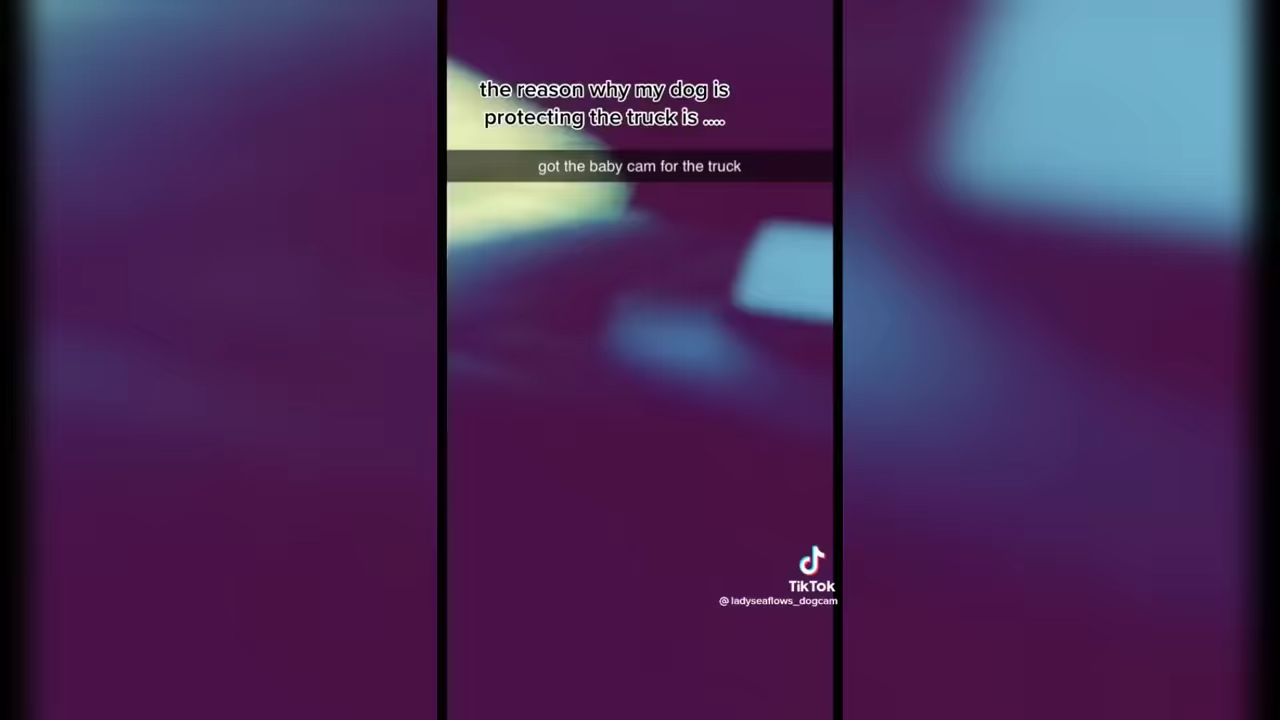 the reason why my dog is
protecting the truck is ....
got the baby cam for the truck
TikTok
@ladyseaflows_dogcam